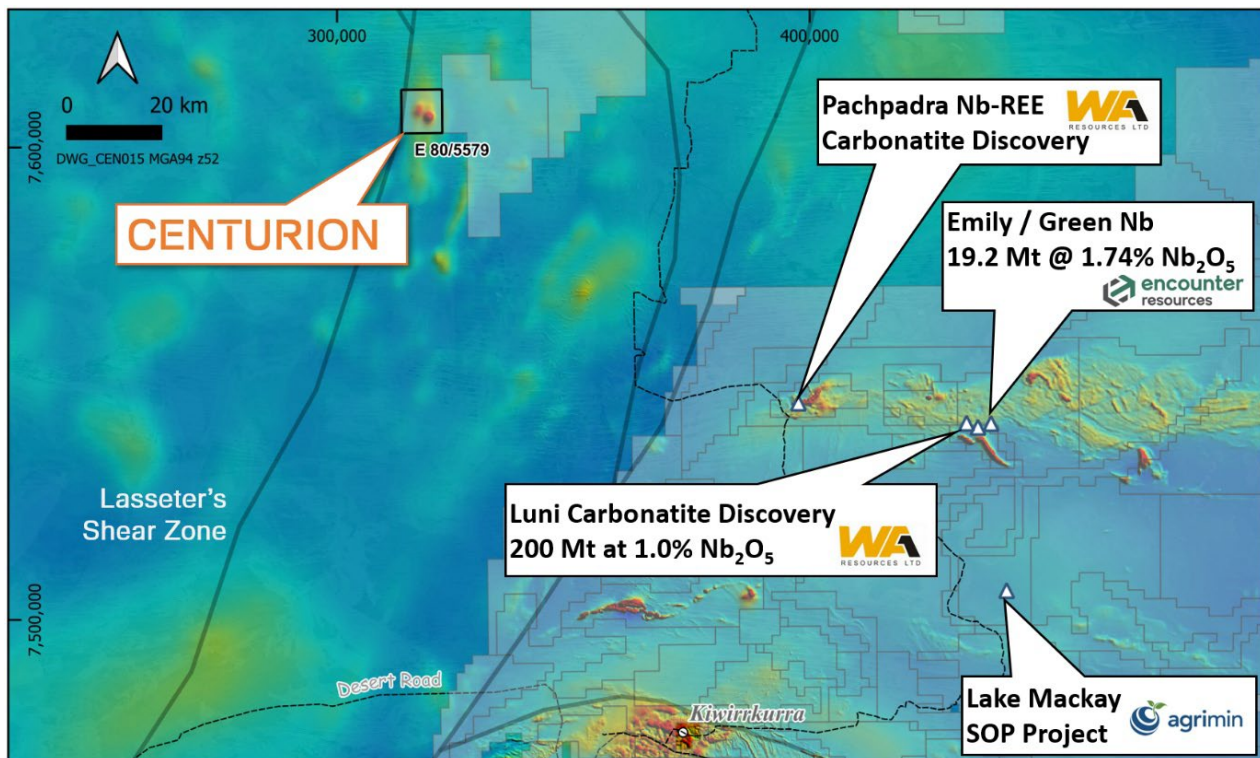 300,000
400,000
0 20 km
DWG_CEN015 MGA94 z52
7,600,000
E 80/5579
CENTURION
Pachpadra Nb-REE
Carbonatite Discovery
WA1
RESOURCES LTD
Emily / Green Nb
19.2 Mt @ 1.74% Nb₂O₅
encounter
resources
Lasseter's
Shear Zone
Luni Carbonatite Discovery
200 Mt at 1.0% Nb₂O₅
WA1
RESOURCES LTD
7,500,000
Desert Road
Kiwirrkurra
Lake Mackay
SOP Project
agrimin